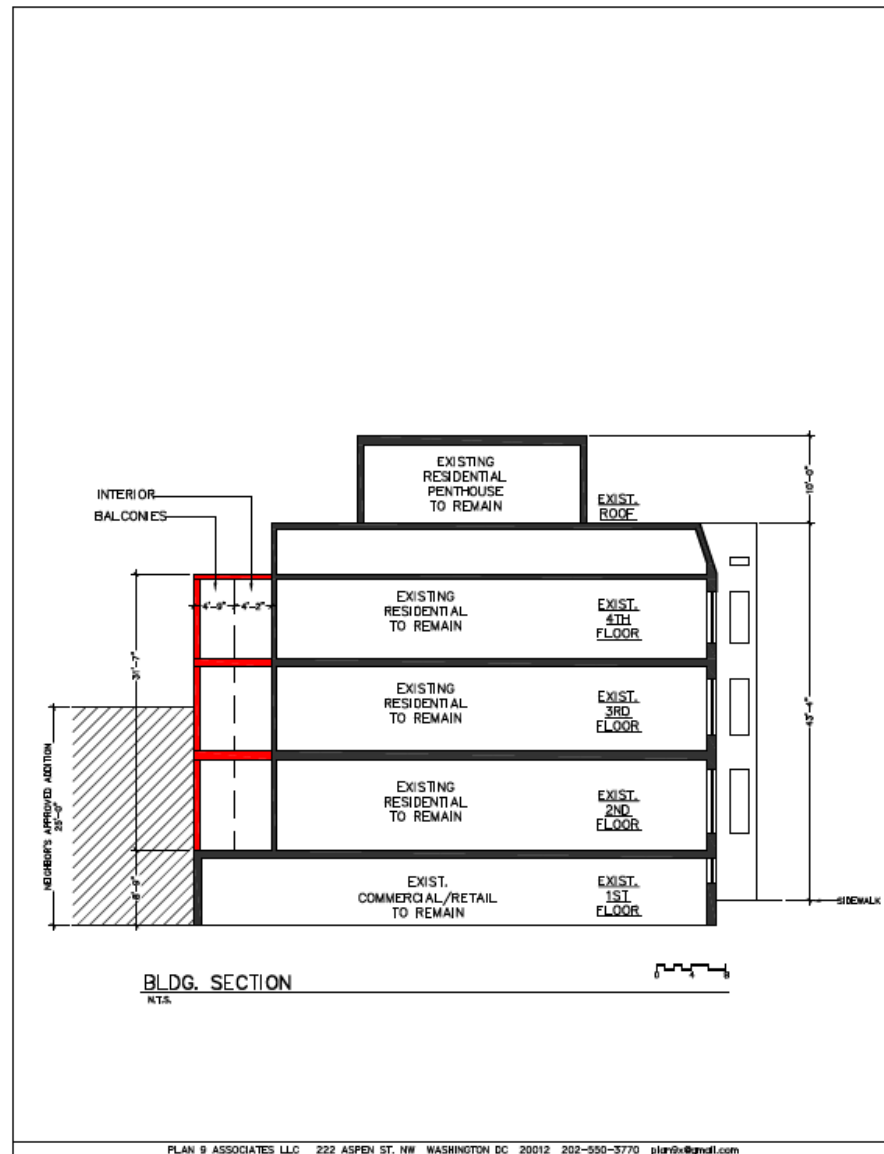 EXISTING
RESIDENTIAL
PENTHOUSE
TO REMAIN
EXIST.
ROOF
10'-0"
INTERIOR
BALCONIES
4'-9"
4'-2"
EXISTING
RESIDENTIAL
TO REMAIN
EXIST.
4TH
FLOOR
31'-7"
EXISTING
RESIDENTIAL
TO REMAIN
EXIST.
3RD
FLOOR
43'-4"
NEIGHBOR'S APPROVED ADDITION
25'-0"
EXISTING
RESIDENTIAL
TO REMAIN
EXIST.
2ND
FLOOR
EXIST.
COMMERCIAL/RETAIL
TO REMAIN
EXIST.
1ST
FLOOR
SIDEWALK
BLDG. SECTION
N.T.S.
0 4 8
PLAN 9 ASSOCIATES LLC 222 ASPEN ST. NW WASHINGTON DC 20012 202-550-3770 plan9x@gmail.com